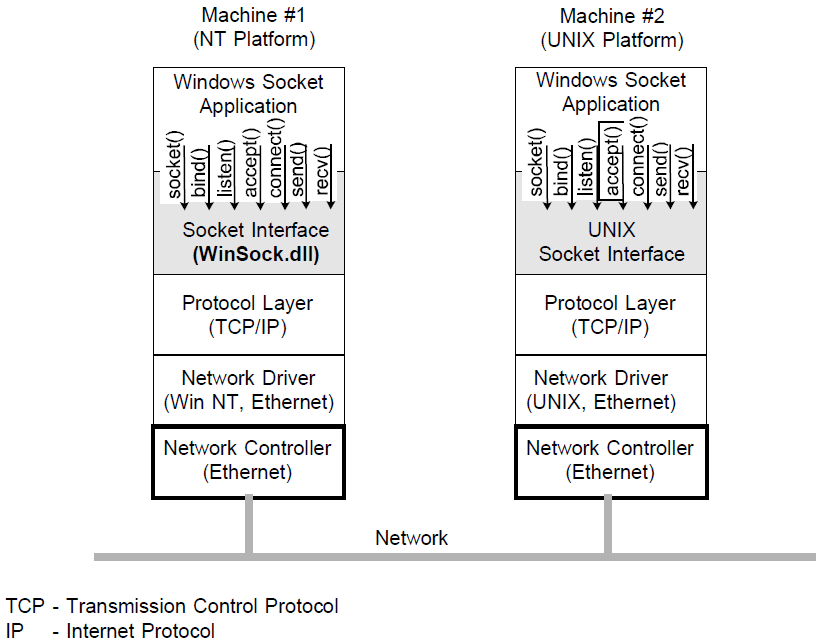 Machine #1
(NT Platform)
Windows Socket
Application
socket()
bind()
listen()
accept()
connect()
send()
recv()
Socket Interface
(WinSock.dll)
Protocol Layer
(TCP/IP)
Network Driver
(Win NT, Ethernet)
Network Controller
(Ethernet)
Machine #2
(UNIX Platform)
Windows Socket
Application
socket()
bind()
listen()
accept()
connect()
send()
recv()
UNIX
Socket Interface
Protocol Layer
(TCP/IP)
Network Driver
(UNIX, Ethernet)
Network Controller
(Ethernet)
Network
TCP - Transmission Control Protocol
IP - Internet Protocol